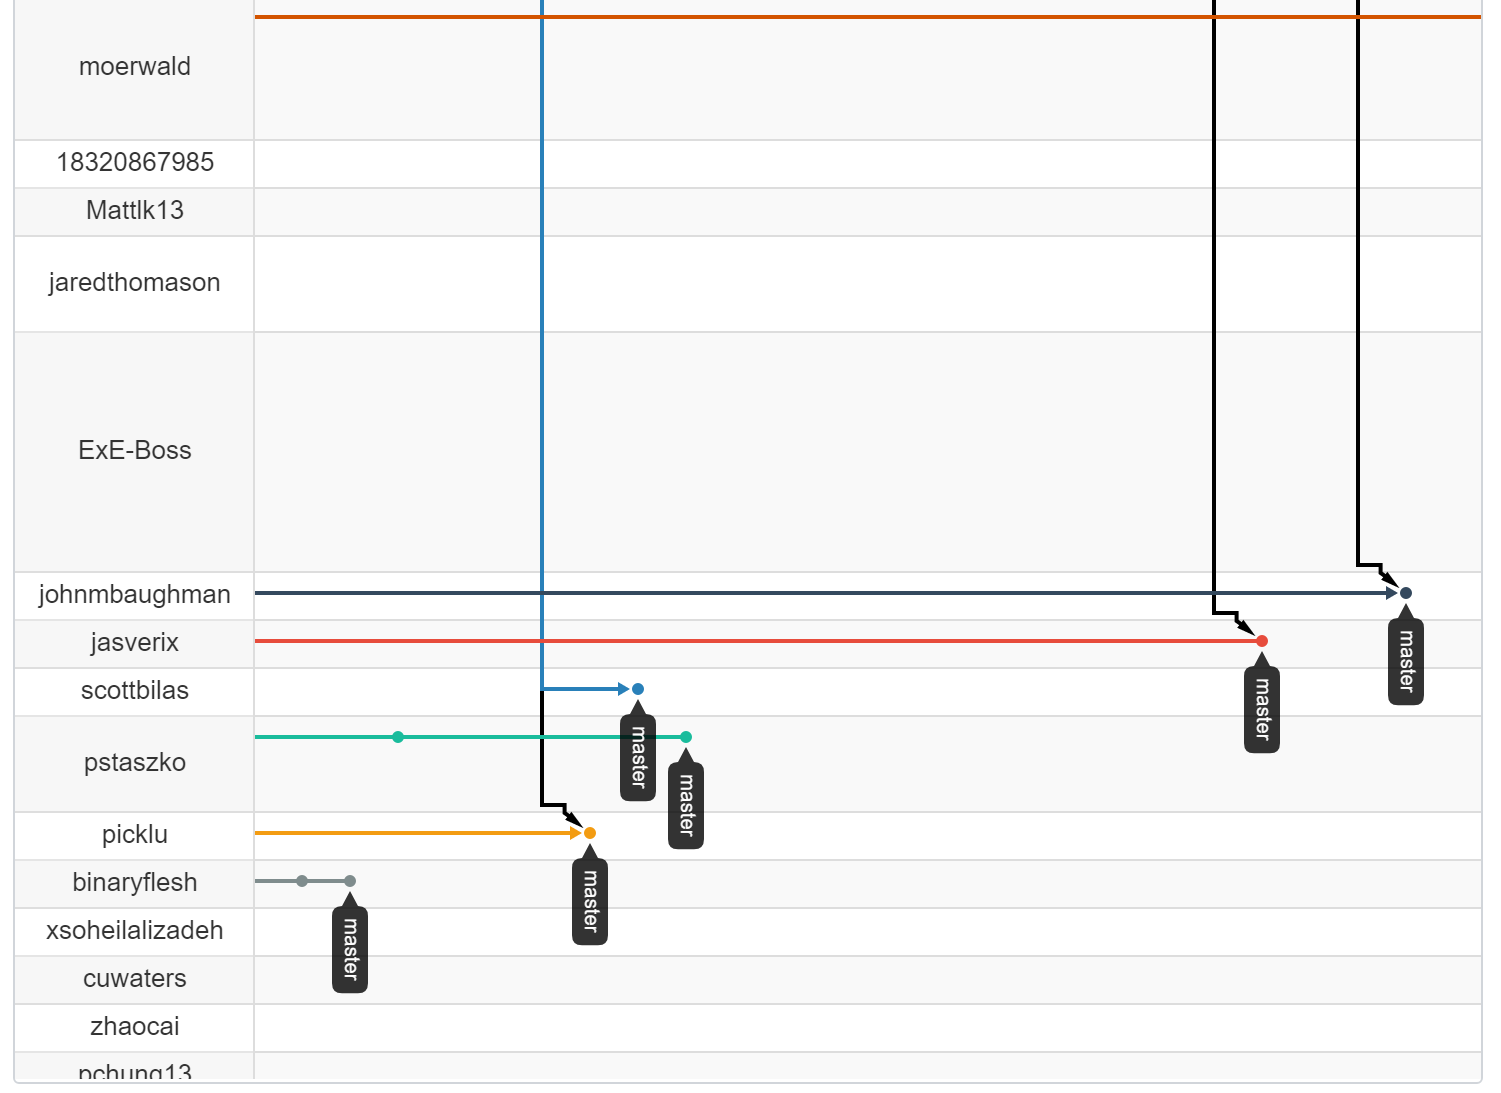 moerwald
18320867985
Mattlk13
jaredthomason
ExE-Boss
johnmbaughman
jasverix
master
scottbilas
master
pstaszko
master
master
picklu
master
binaryflesh
master
xsoheilalizadeh
cuwaters
zhaocai
pchung13